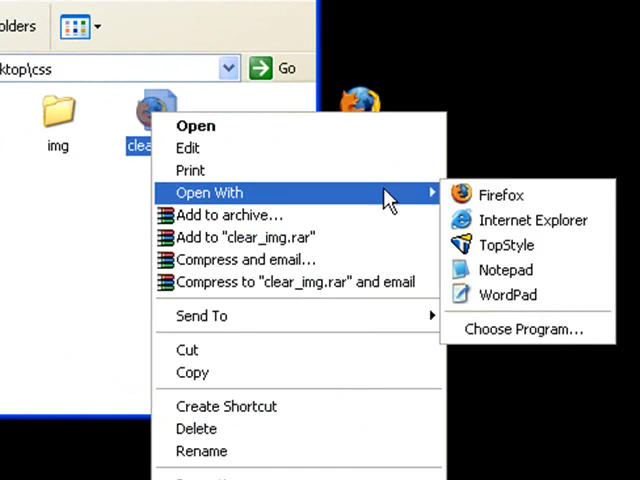 olders
ktop\css
Go
img
clea
Open
Edit
Print
Open With
Add to archive...
Add to "clear_img.rar"
Compress and email...
Compress to "clear_img.rar" and email
Send To
Cut
Copy
Create Shortcut
Delete
Rename
Firefox
Internet Explorer
TopStyle
Notepad
WordPad
Choose Program...